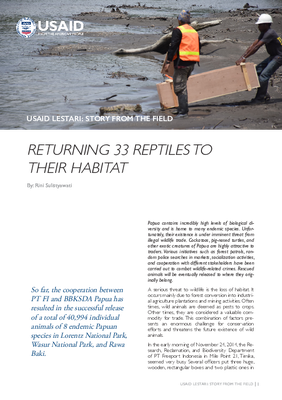 USAID
FROM THE AMERICAN PEOPLE
USAID LESTARI: STORY FROM THE FIELD
RETURNING 33 REPTILES TO
THEIR HABITAT
By: Rini Sulistyawati
Papua contains incredibly high levels of biological di-
versity and is home to many endemic species. Unfor-
tunately, their existence is under imminent threat from
illegal wildlife trade. Cockatoos, pig-nosed turtles, and
other exotic creatures of Papua are highly attractive to
traders. Various initiatives such as forest patrols, ran-
dom police searches in markets, socialization activities,
and cooperation with different stakeholders have been
carried out to combat wildlife-related crimes. Rescued
animals will be eventually released to where they orig-
inally belong.
A serious threat to wildlife is the loss of habitat. It
occurs mainly due to forest conversion into industri-
al agriculture plantations and mining activities. Often
times, wild animals are deemed as pests to crops.
Other times, they are considered a valuable com-
modity for trade. This combination of factors pres-
ents an enormous challenge for conservation
efforts and threatens the future existence of wild
animals.
In the early morning of November 24, 2014, the Re-
search, Reclamation, and Biodiversity Department
of PT Freeport Indonesia in Mile Point 21, Timika,
seemed very busy. Several officers put three huge,
wooden, rectangular boxes and two plastic ones in
So far, the cooperation between
PT FI and BBKSDA Papua has
resulted in the successful release
of a total of 40,994 individual
animals of 8 endemic Papuan
species in Lorentz National Park,
Wasur National Park, and Rawa
Baki.
USAID LESTARI: STORY FROM THE FIELD | 1